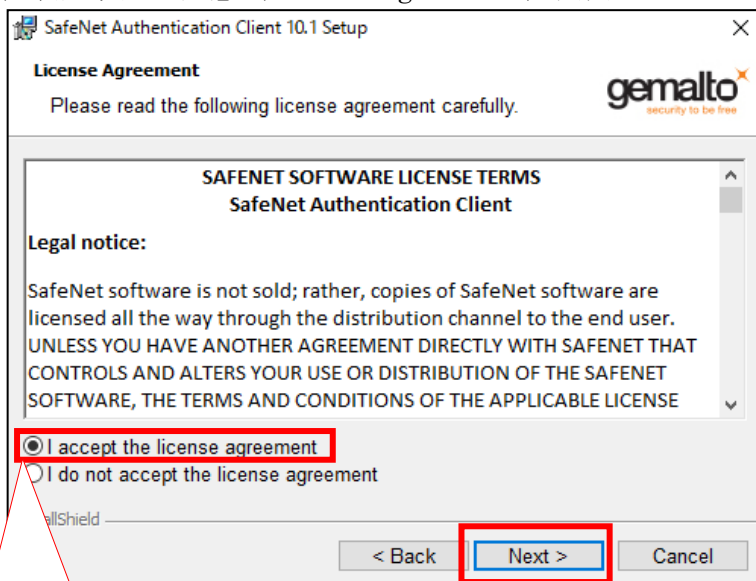 SafeNet Authentication Client 10.1 Setup
License Agreement
Please read the following license agreement carefully.
gemalto
security to be free
SAFENET SOFTWARE LICENSE TERMS
SafeNet Authentication Client
Legal notice:
SafeNet software is not sold; rather, copies of SafeNet software are
licensed all the way through the distribution channel to the end user.
UNLESS YOU HAVE ANOTHER AGREEMENT DIRECTLY WITH SAFENET THAT
CONTROLS AND ALTERS YOUR USE OR DISTRIBUTION OF THE SAFENET
SOFTWARE, THE TERMS AND CONDITIONS OF THE APPLICABLE LICENSE
I accept the license agreement
I do not accept the license agreement
allShield
< Back
Next >
Cancel